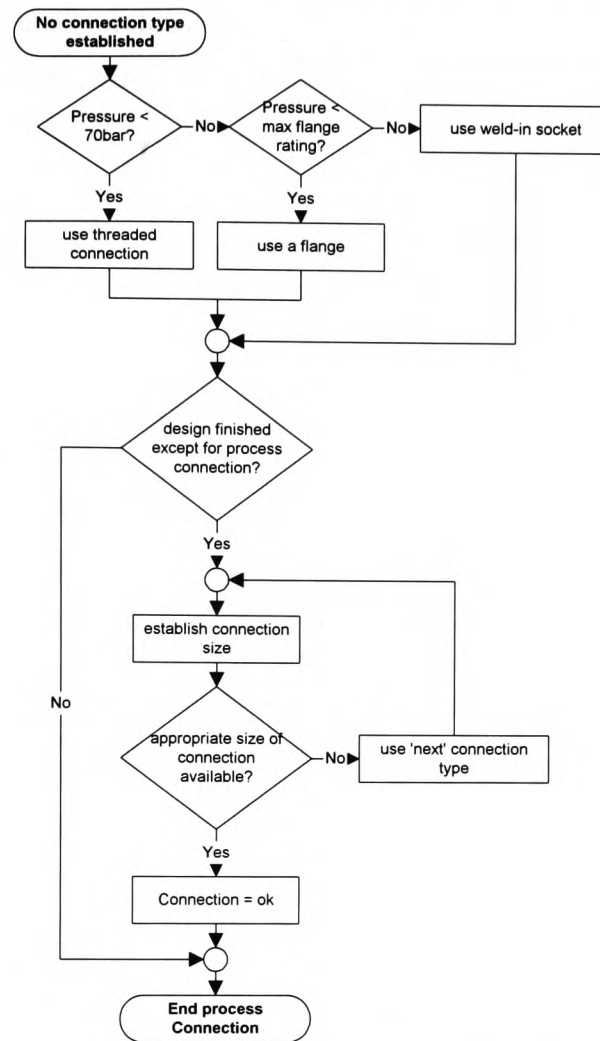 No connection type
established
Pressure <
70bar?
No
Pressure <
max flange
rating?
No
use weld-in socket
Yes
Yes
use threaded
connection
use a flange
design finished
except for process
connection?
Yes
establish connection
size
No
appropriate size of
connection
available?
No
use 'next' connection
type
Yes
Connection = ok
End process
Connection